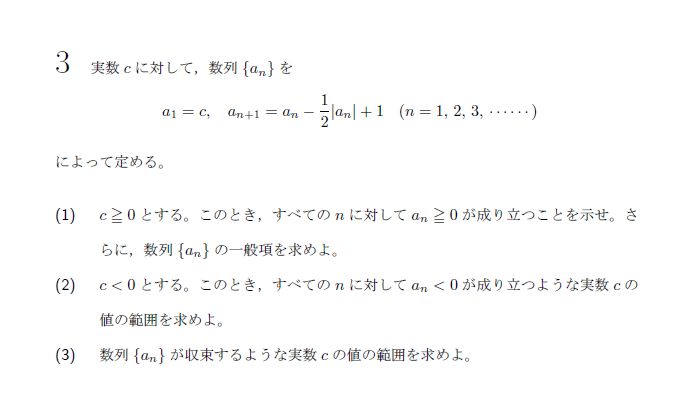 3 実数 c に対して，数列 {a_n} を
a_1 = c, a_{n+1} = a_n − \frac{1}{2}|a_n| + 1 (n = 1, 2, 3, ⋯⋯)
によって定める。
(1) c ≧ 0 とする。このとき，すべての n に対して a_n ≧ 0 が成り立つことを示せ。さ
らに，数列 {a_n} の一般項を求めよ。
(2) c < 0 とする。このとき，すべての n に対して a_n < 0 が成り立つような実数 c の
値の範囲を求めよ。
(3) 数列 {a_n} が収束するような実数 c の値の範囲を求めよ。